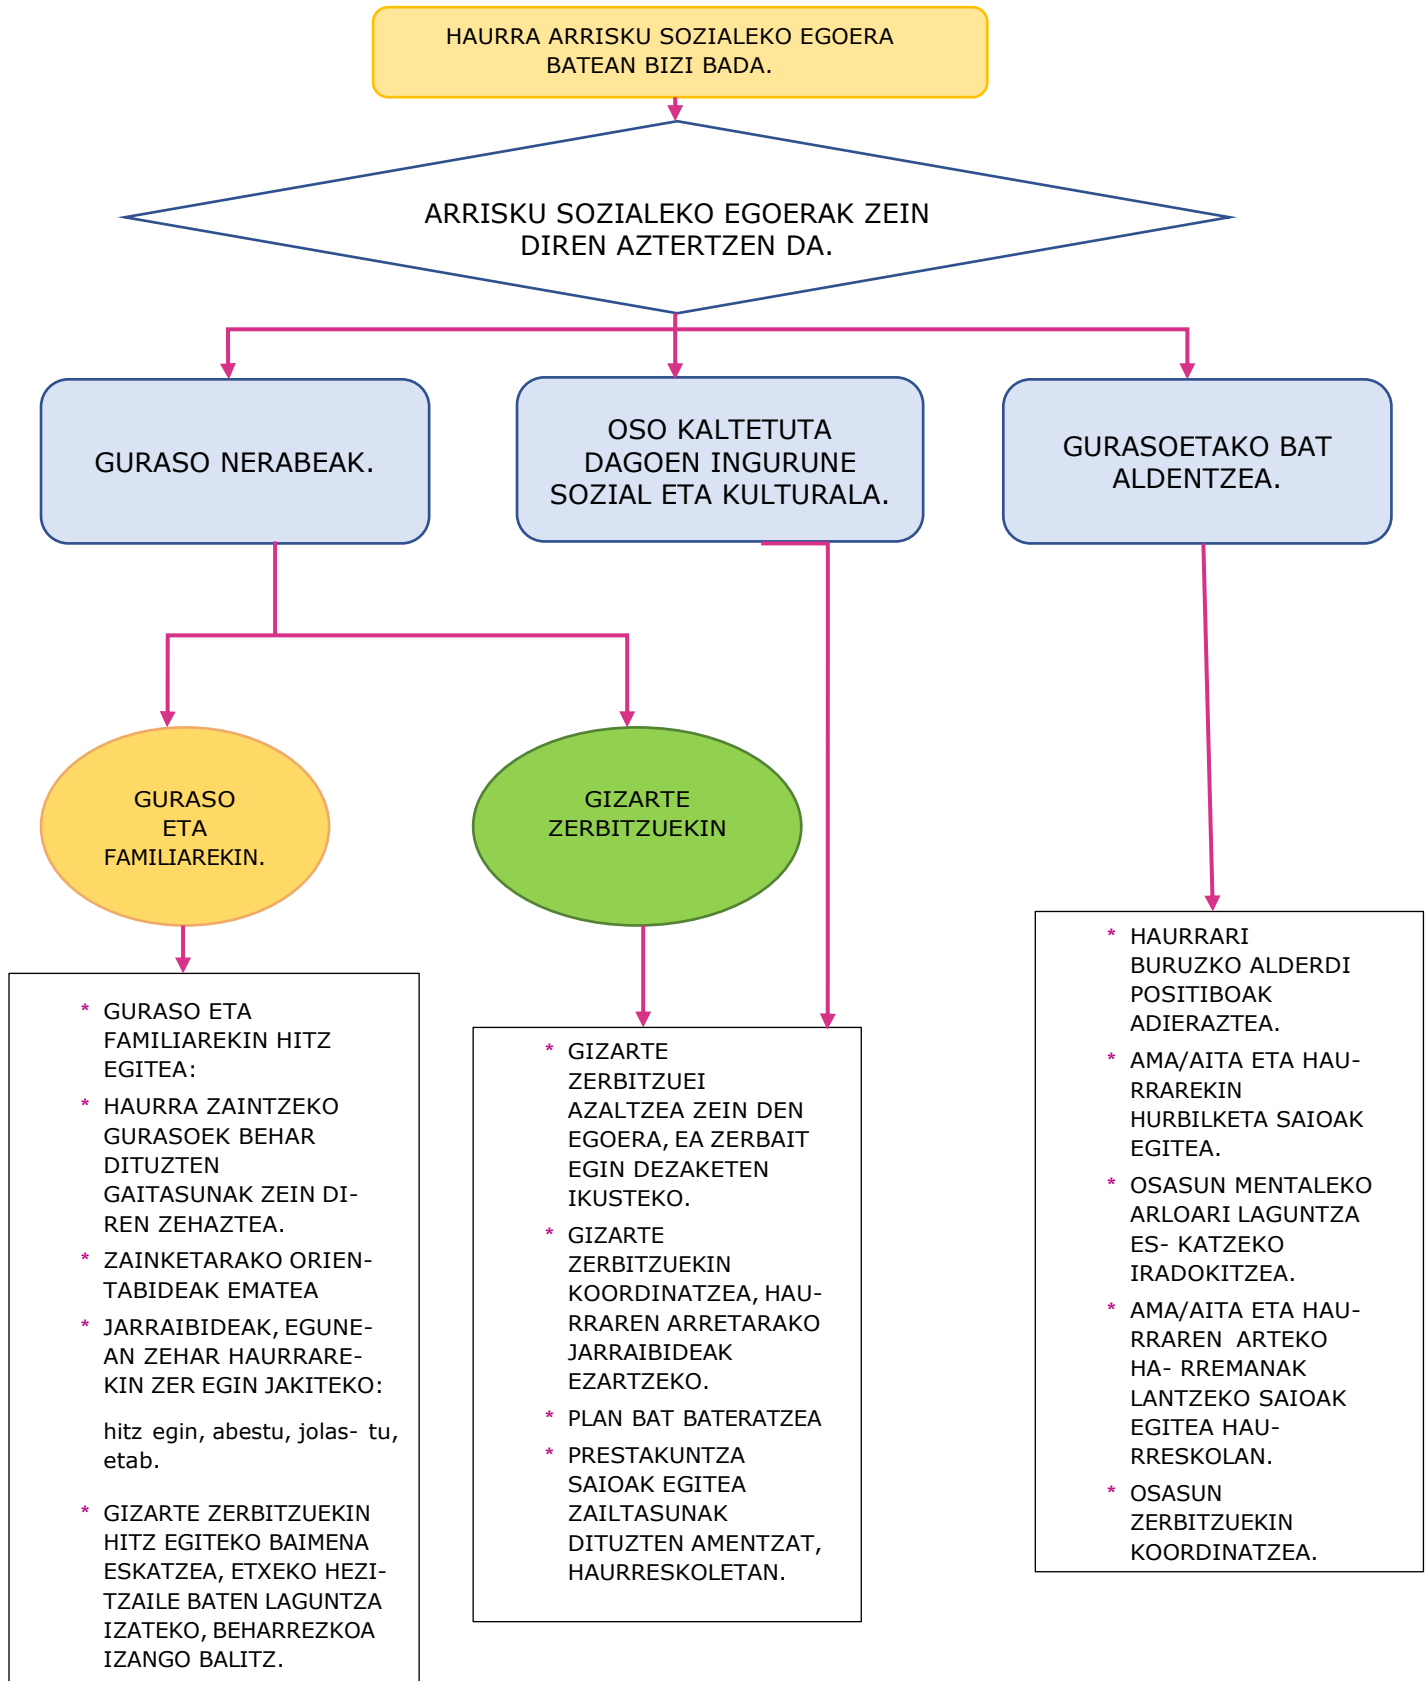 HAURRA ARRISKU SOZIALEKO EGOERA
BATEAN BIZI BADA.
ARRISKU SOZIALEKO EGOERAK ZEIN
DIREN AZTERTZEN DA.
GURASO NERABEAK.
OSO KALTETUTA
DAGOEN INGURUNE
SOZIAL ETA KULTURALA.
GURASOETAKO BAT
ALDENTZEA.
GURASO
ETA
FAMILIAREKIN.
GIZARTE
ZERBITZUEKIN
* GURASO ETA
FAMILIAREKIN HITZ
EGITEA:
* HAURRA ZAINTZEKO
GURASOEK BEHAR
DITUZTEN
GAITASUNAK ZEIN DI-
REN ZEHAZTEA.
* ZAINKETARAKO ORIEN-
TABIDEAK EMATEA
* JARRAIBIDEAK, EGUNE-
AN ZEHAR HAURRARE-
KIN ZER EGIN JAKITEKO:
hitz egin, abestu, jolas- tu,
etab.
* GIZARTE ZERBITZUEKIN
HITZ EGITEKO BAIMENA
ESKATZEA, ETXEKO HEZI-
TZAILE BATEN LAGUNTZA
IZATEKO, BEHARREZKOA
IZANGO BALITZ.
* GIZARTE
ZERBITZUEI
AZALTZEA ZEIN DEN
EGOERA, EA ZERBAIT
EGIN DEZAKETEN
IKUSTEKO.
* GIZARTE
ZERBITZUEKIN
KOORDINATZEA, HAU-
RRAREN ARRETARAKO
JARRAIBIDEAK
EZARTZEKO.
* PLAN BAT BATERATZEA
* PRESTAKUNTZA
SAIOAK EGITEA
ZAILTASUNAK
DITUZTEN AMENTZAT,
HAURRESKOLETAN.
* HAURRARI
BURUZKO ALDERDI
POSITIBOAK
ADIERAZTEA.
* AMA/AITA ETA HAU-
RRAREKIN
HURBILKETA SAIOAK
EGITEA.
* OSASUN MENTALEKO
ARLOARI LAGUNTZA
ES- KATZEKO
IRADOKITZEA.
* AMA/AITA ETA HAU-
RRAREN ARTEKO
HA- RREMANAK
LANTZEKO SAIOAK
EGITEA HAU-
RRESKOLAN.
* OSASUN
ZERBITZUEKIN
KOORDINATZEA.